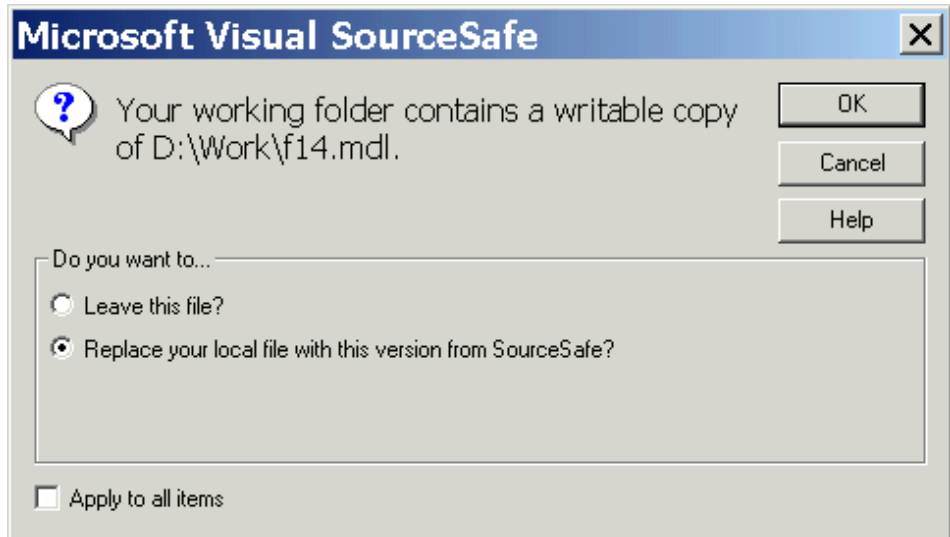 Microsoft Visual SourceSafe
Your working folder contains a writable copy
of D:\Work\f14.mdl.
OK
Cancel
Help
Do you want to...
Leave this file?
Replace your local file with this version from SourceSafe?
Apply to all items